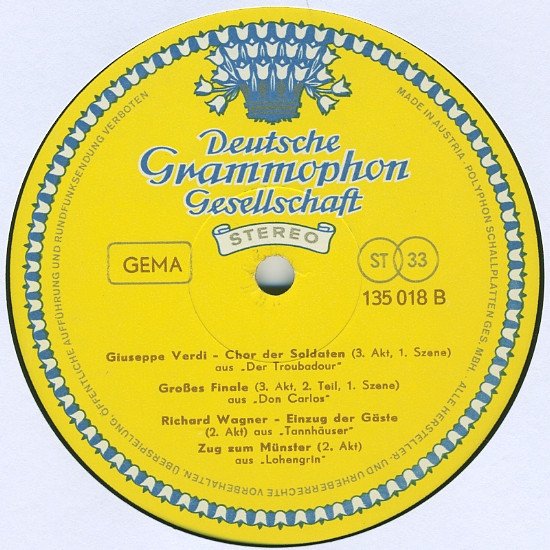 Deutsche
Grammophon
Gesellschaft
STEREO
GEMA
ST 33
135 018 B
Giuseppe Verdi - Chor der Soldaten (3. Akt, 1. Szene)
aus „Der Troubadour"
Großes Finale (3. Akt, 2. Teil, 1. Szene)
aus „Don Carlos"
Richard Wagner - Einzug der Gäste
(2. Akt) aus „Tannhäuser"
Zug zum Münster (2. Akt)
aus „Lohengrin"
MADE IN AUSTRIA. POLYPHON SCHALLPLATTEN GES. MBH. ALLE HERSTELLER- UND URHEBERRECHTE VORBEHALTEN. ÜBERSPIELUNG, ÖFFENTLICHE AUFFÜHRUNG UND RUNDFUNKSENDUNG VERBOTEN